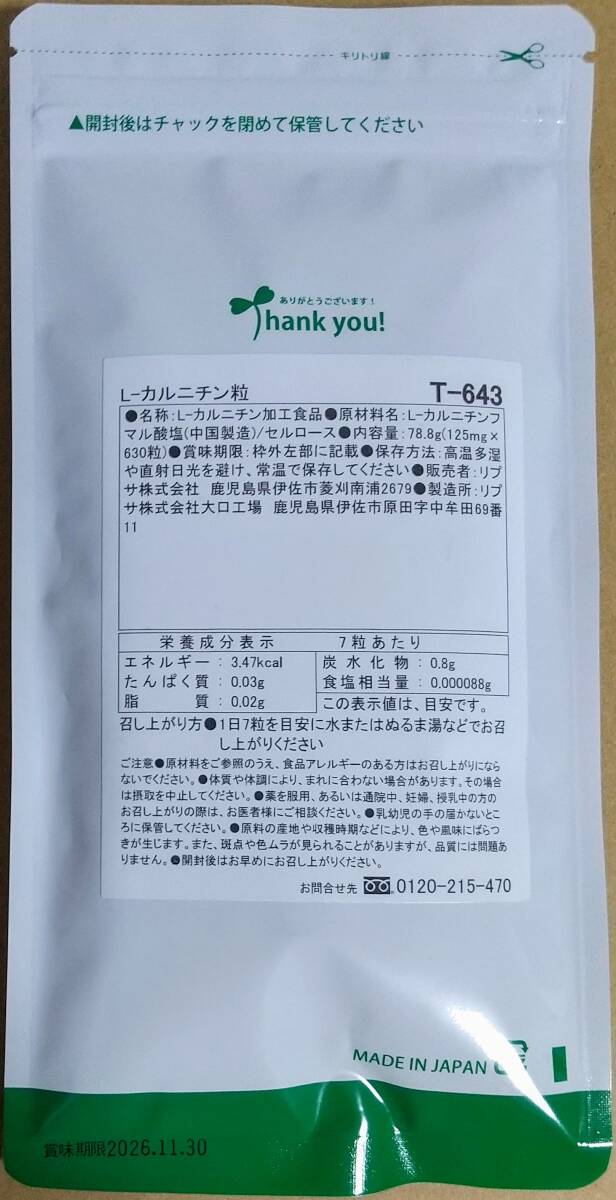 キリトリ線
▲開封後はチャックを閉めて保管してください
ありがとうございます!
Thank you!
L-カルニチン粒 T-643
●名称:L-カルニチン加工食品●原材料名:L-カルニチンフ
マル酸塩(中国製造)/セルロース●内容量:78.8g(125mg×
630粒)●賞味期限:枠外左部に記載●保存方法:高温多湿
や直射日光を避け、常温で保存してください●販売者:リプ
サ株式会社 鹿児島県伊佐市菱刈南浦2679●製造所:リプ
サ株式会社大口工場 鹿児島県伊佐市原田字中牟田69番
11
栄養成分表示 7粒あたり
エネルギー:3.47kcal 炭水化物:0.8g
たんぱく質:0.03g 食塩相当量:0.000088g
脂質:0.02g この表示値は、目安です。
召し上がり方●1日7粒を目安に水またはぬるま湯などでお召
し上がりください
ご注意●原材料をご参照のうえ、食品アレルギーのある方はお召し上がりになら
ないでください。●体質や体調により、まれに合わない場合があります。その場合
は摂取を中止してください。●薬を服用、あるいは通院中、妊婦、授乳中の方の
お召し上がりの際は、お医者様にご相談ください。●乳幼児の手の届かないとこ
ろに保管してください。●原料の産地や収穫時期などにより、色や風味にばらつ
きが生じます。また、斑点や色ムラが見られることがありますが、品質には問題あ
りません。●開封後はお早めにお召し上がりください。
お問合せ先 0120-215-470
MADE IN JAPAN
賞味期限2026.11.30